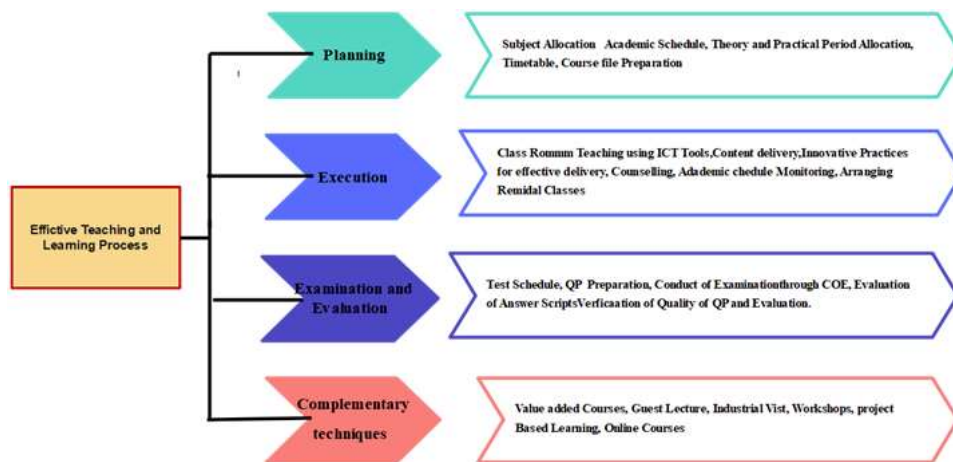 Planning
Subject Allocation Academic Schedule, Theory and Practical Period Allocation,
Timetable, Course file Preparation
Execution
Class Rounum Teaching using ICT Tools,Content delivery,Innovative Practices
for effective delivery, Counselling, Adademic chedule Monitoring, Arranging
Remidal Classes
Effictive Teaching and
Learning Process
Examination and
Evaluation
Test Schedule, QP Preparation, Conduct of Examinationthrough COE, Evaluation
of Answer ScriptsVerficaation of Quality of QP and Evaluation.
Complementary
techniques
Value added Courses, Guest Lecture, Industrial Vist, Workshops, project
Based Learning, Online Courses